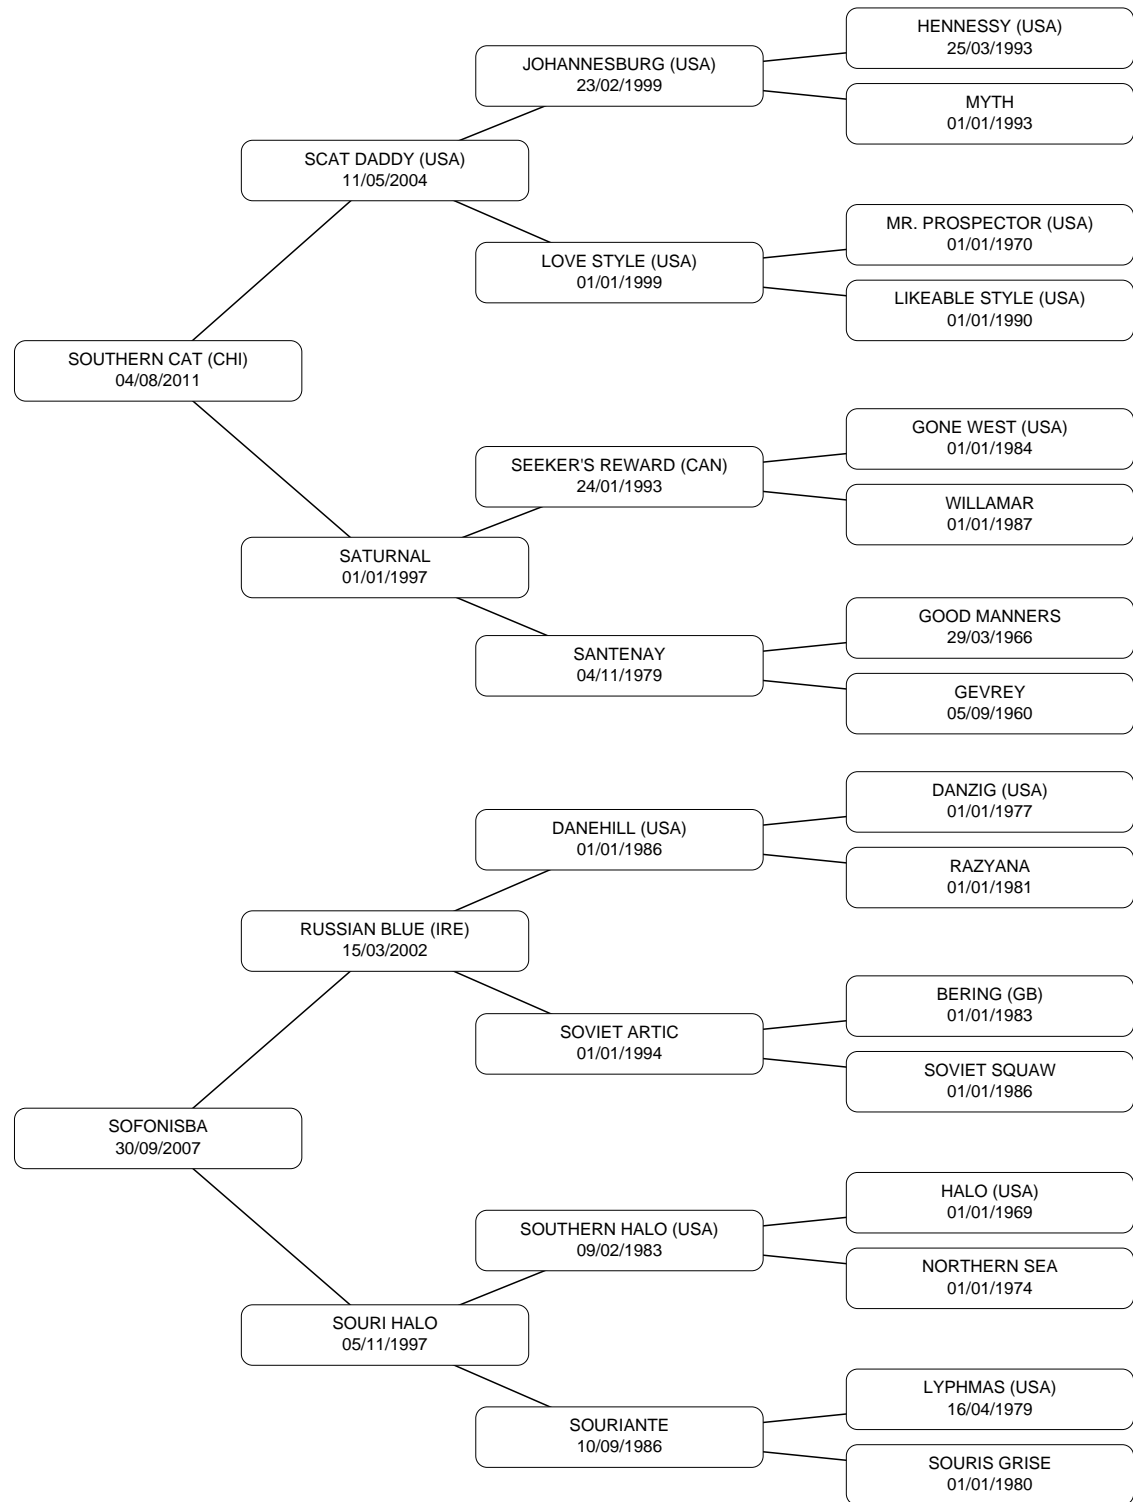 HENNESSY (USA)
25/03/1993
JOHANNESBURG (USA)
23/02/1999
MYTH
01/01/1993
SCAT DADDY (USA)
11/05/2004
MR. PROSPECTOR (USA)
01/01/1970
LOVE STYLE (USA)
01/01/1999
LIKEABLE STYLE (USA)
01/01/1990
SOUTHERN CAT (CHI)
04/08/2011
GONE WEST (USA)
01/01/1984
SEEKER'S REWARD (CAN)
24/01/1993
WILLAMAR
01/01/1987
SATURNAL
01/01/1997
GOOD MANNERS
29/03/1966
SANTENAY
04/11/1979
GEVREY
05/09/1960
DANZIG (USA)
01/01/1977
DANEHILL (USA)
01/01/1986
RAZYANA
01/01/1981
RUSSIAN BLUE (IRE)
15/03/2002
BERING (GB)
01/01/1983
SOVIET ARTIC
01/01/1994
SOVIET SQUAW
01/01/1986
SOFONISBA
30/09/2007
HALO (USA)
01/01/1969
SOUTHERN HALO (USA)
09/02/1983
NORTHERN SEA
01/01/1974
SOURI HALO
05/11/1997
LYPHMAS (USA)
16/04/1979
SOURIANTE
10/09/1986
SOURIS GRISE
01/01/1980